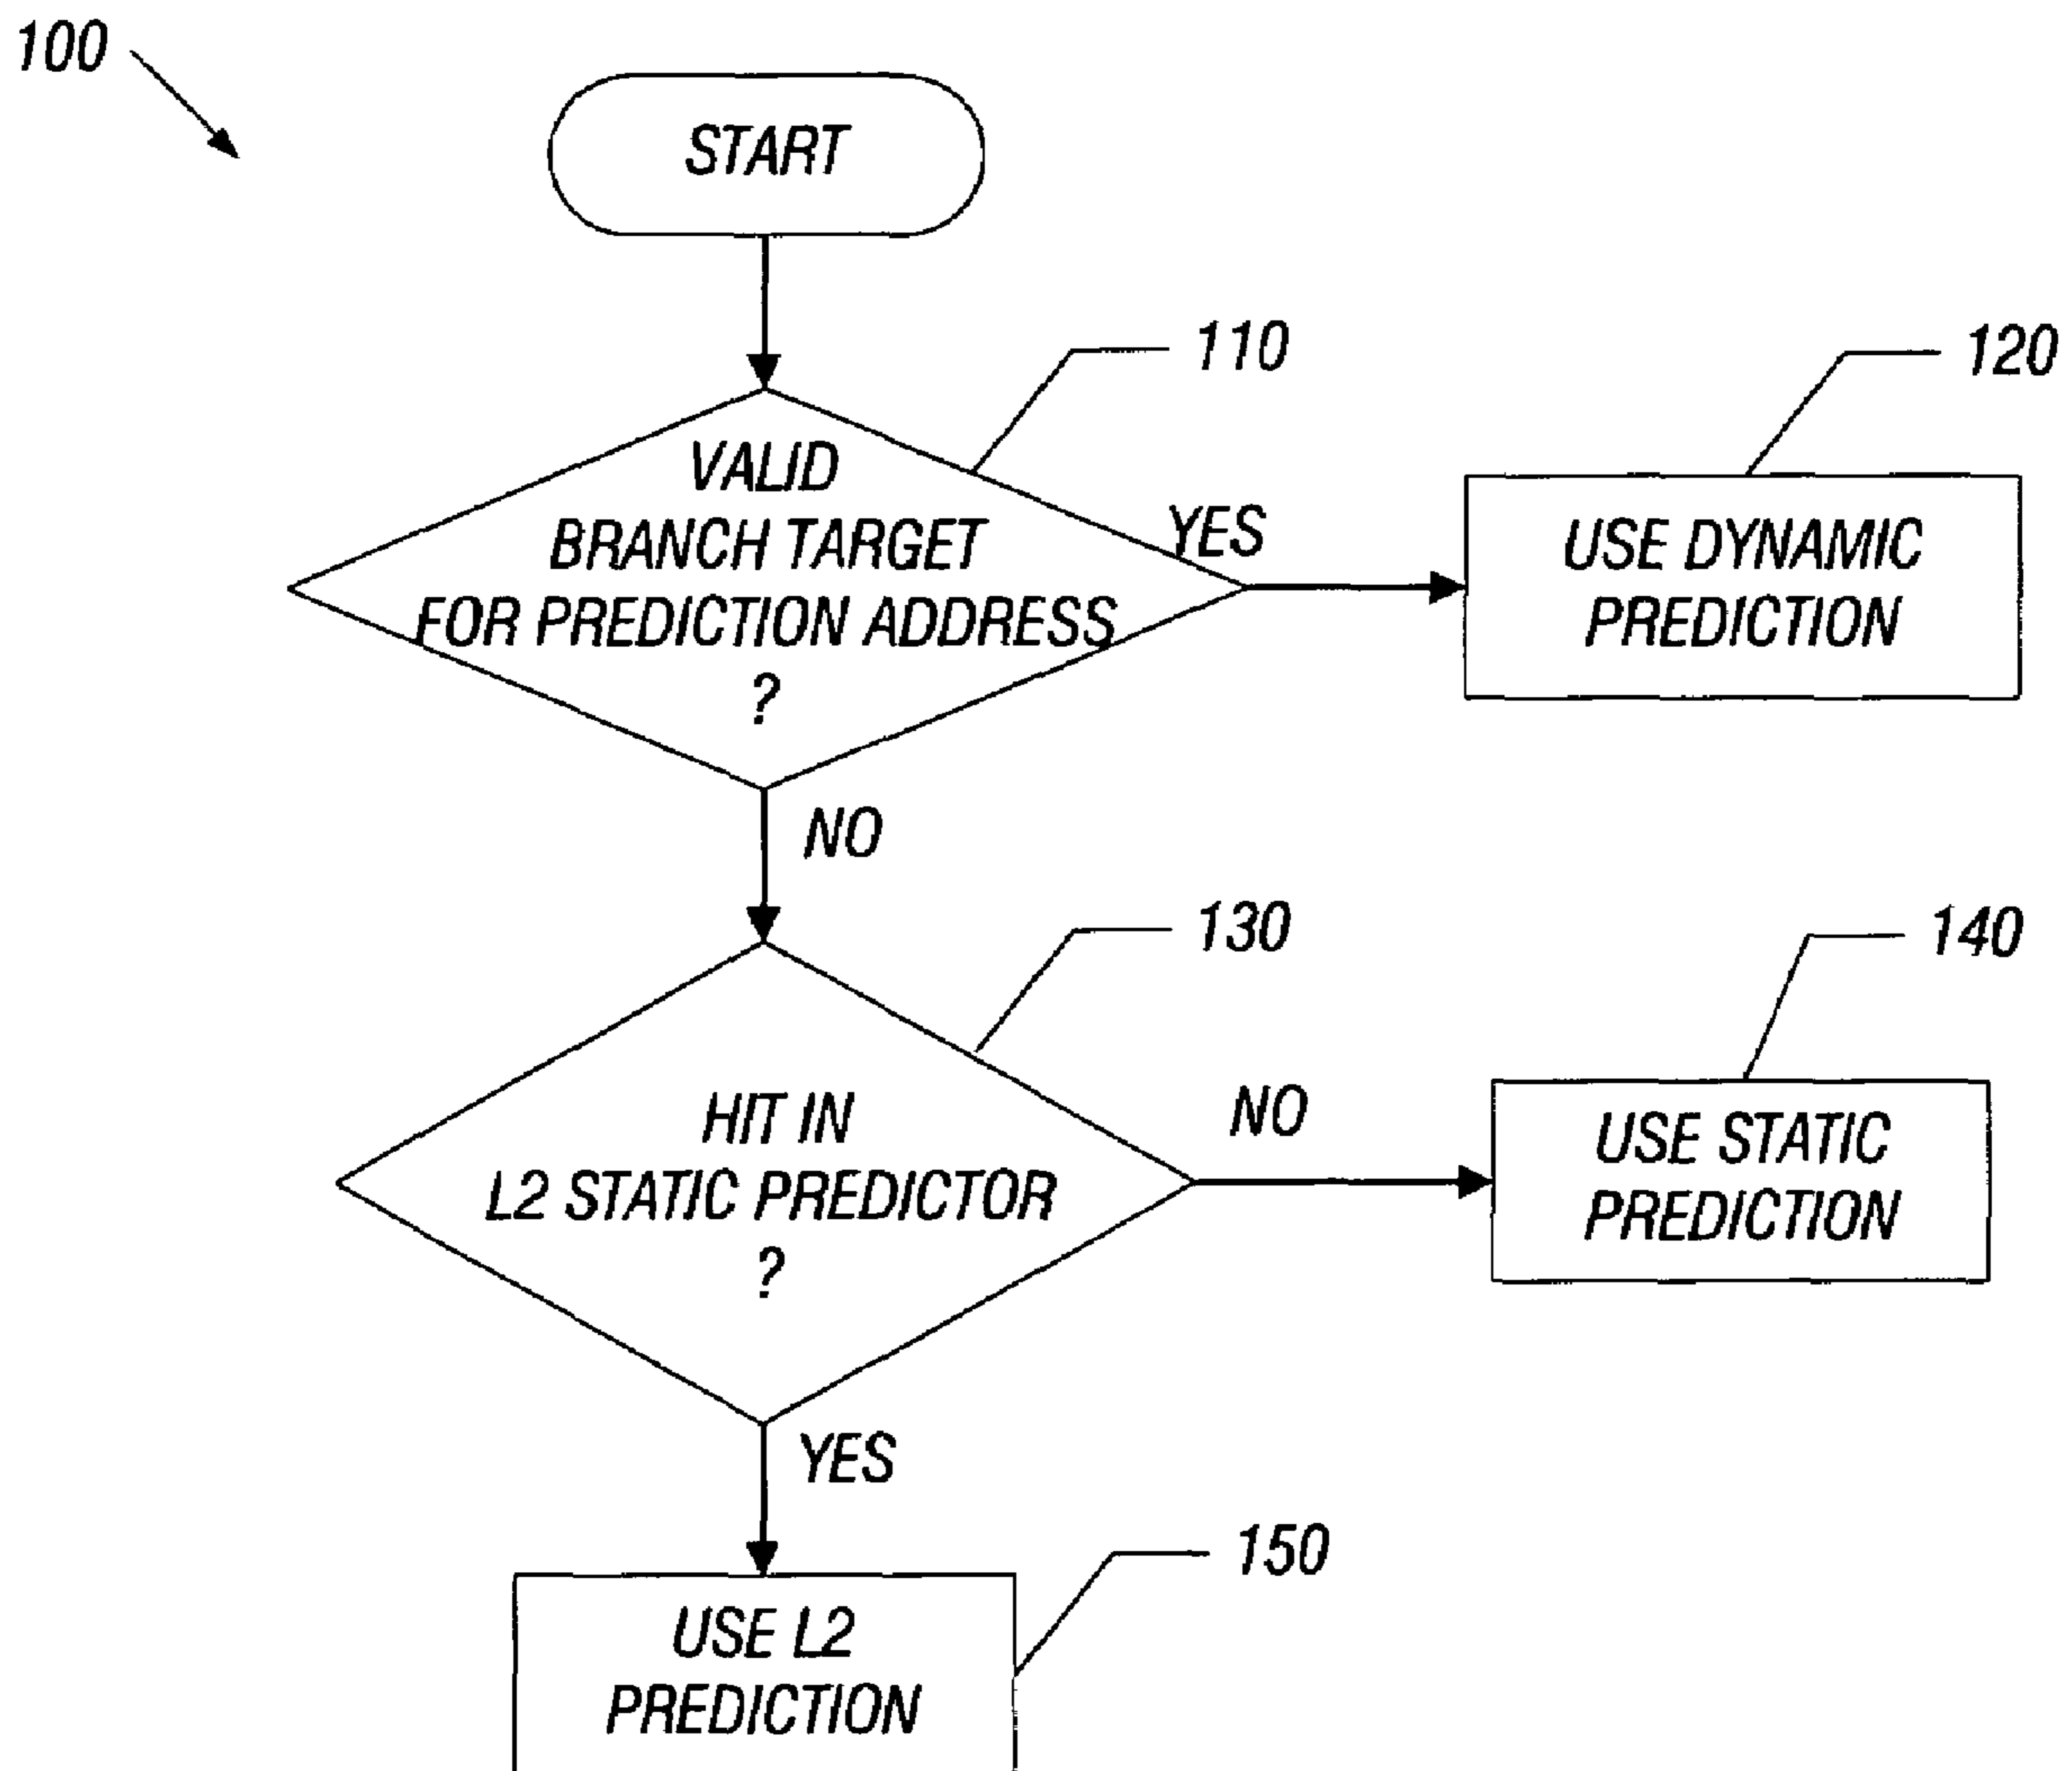 100
START
110
120
VALID
BRANCH TARGET
FOR PREDICTION ADDRESS
?
YES
USE DYNAMIC
PREDICTION
NO
130
140
HIT IN
L2 STATIC PREDICTOR
?
NO
USE STATIC
PREDICTION
YES
150
USE L2
PREDICTION